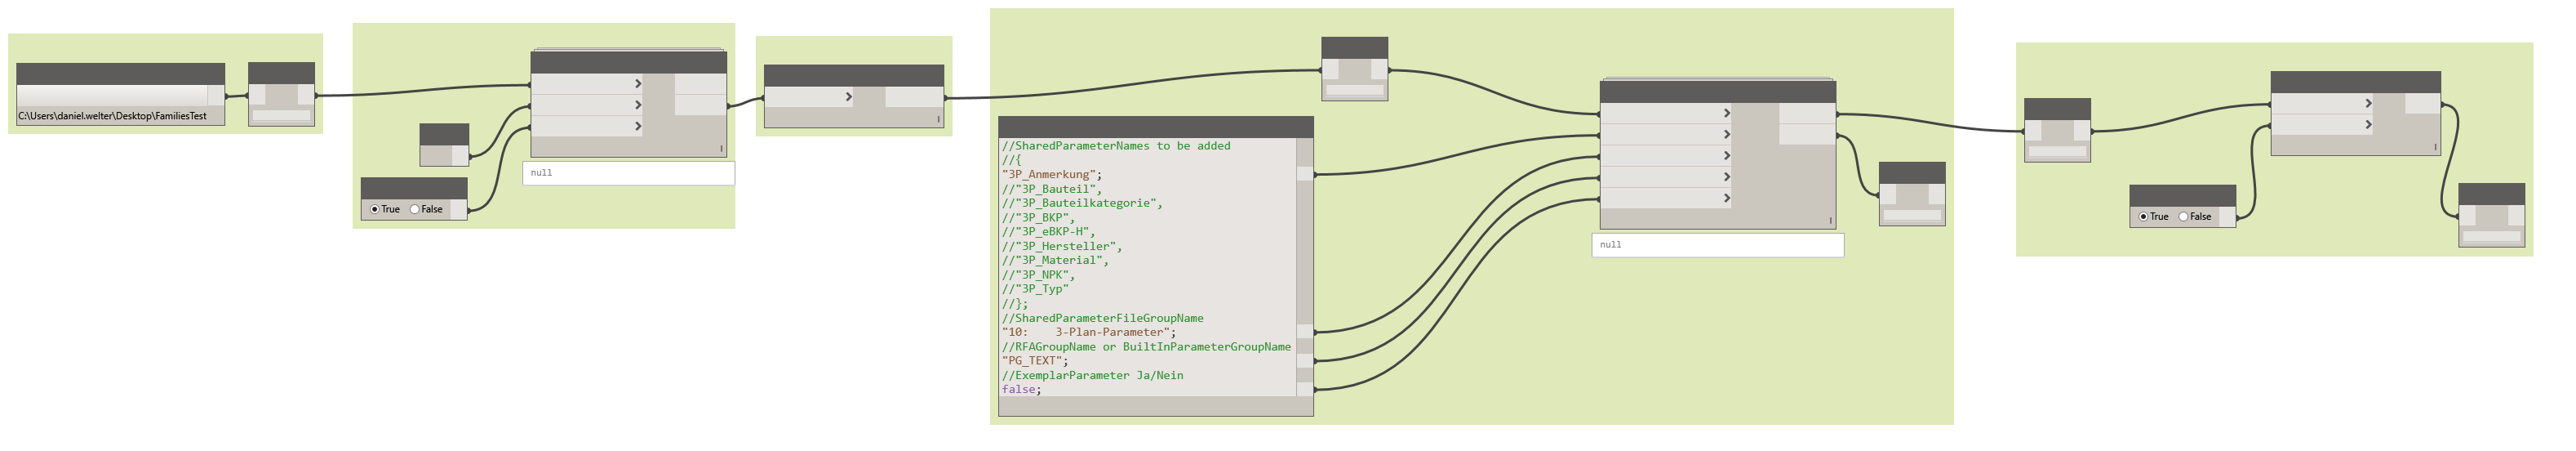 C:\Users\daniel.welter\Desktop\FamiliesTest
True False
null
//SharedParameterNames to be added
//{
"3P_Anmerkung";
//"3P_Bauteil",
//"3P_Bauteilkategorie",
//"3P_BKP",
//"3P_eBKP-H",
//"3P_Hersteller",
//"3P_Material",
//"3P_NPK",
//"3P_Typ"
//};
//SharedParameterFileGroupName
"10:    3-Plan-Parameter";
//RFAGroupName or BuiltInParameterGroupName
"PG_TEXT";
//ExemplarParameter Ja/Nein
false;
null
True False